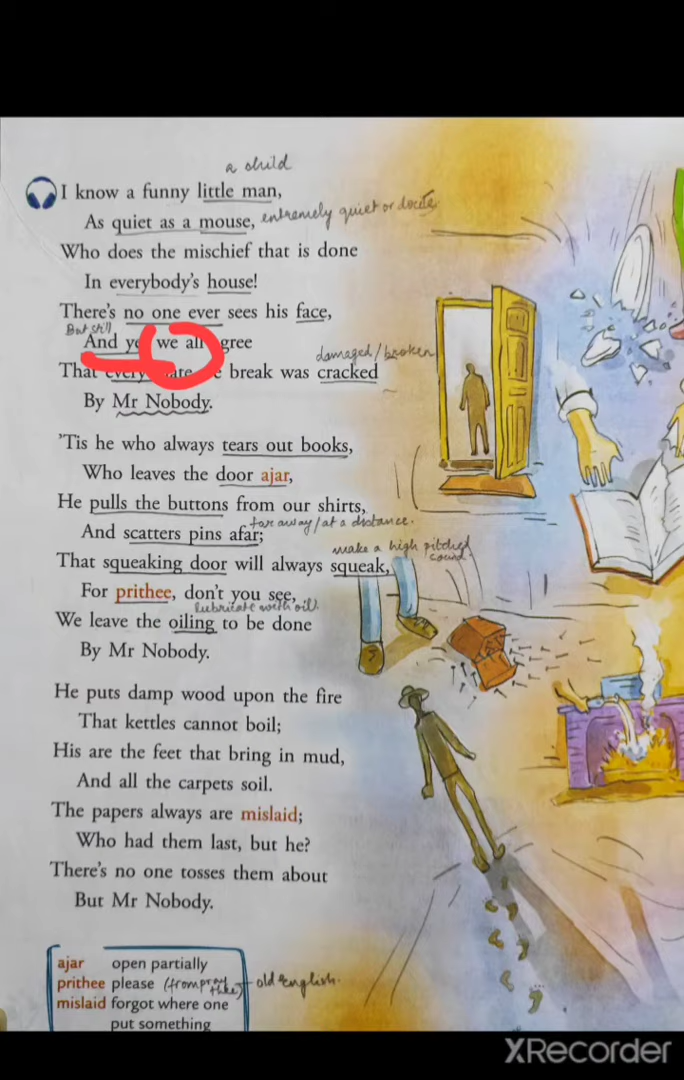 a child
I know a funny little man,
As quiet as a mouse, extremely quiet or docile
Who does the mischief that is done
In everybody's house!
There's no one ever sees his face,
But still
And ye we all gree
damaged/broken
That every ate e break was cracked
By Mr Nobody.
'Tis he who always tears out books,
Who leaves the door ajar,
He pulls the buttons from our shirts,
far away/at a distance.
And scatters pins afar;
make a high pitched
sound
That squeaking door will always squeak,
For prithee, don't you see,
lubricate with oil.
We leave the oiling to be done
By Mr Nobody.
He puts damp wood upon the fire
That kettles cannot boil;
His are the feet that bring in mud,
And all the carpets soil.
The papers always are mislaid;
Who had them last, but he?
There's no one tosses them about
But Mr Nobody.
ajar open partially
prithee please (from pray thee) - old English.
mislaid forgot where one
put something
XRecorder